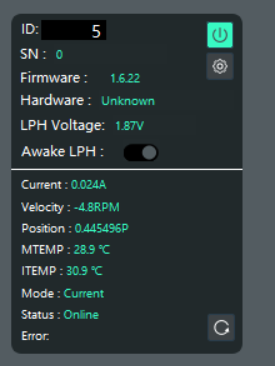 ID: 5
SN : 0
Firmware : 1.6.22
Hardware : Unknown
LPH Voltage: 1.87V
Awake LPH :
Current : 0.024A
Velocity : -4.8RPM
Position : 0.445496P
MTEMP : 28.9 ℃
ITEMP : 30.9 ℃
Mode : Current
Status : Online
Error: